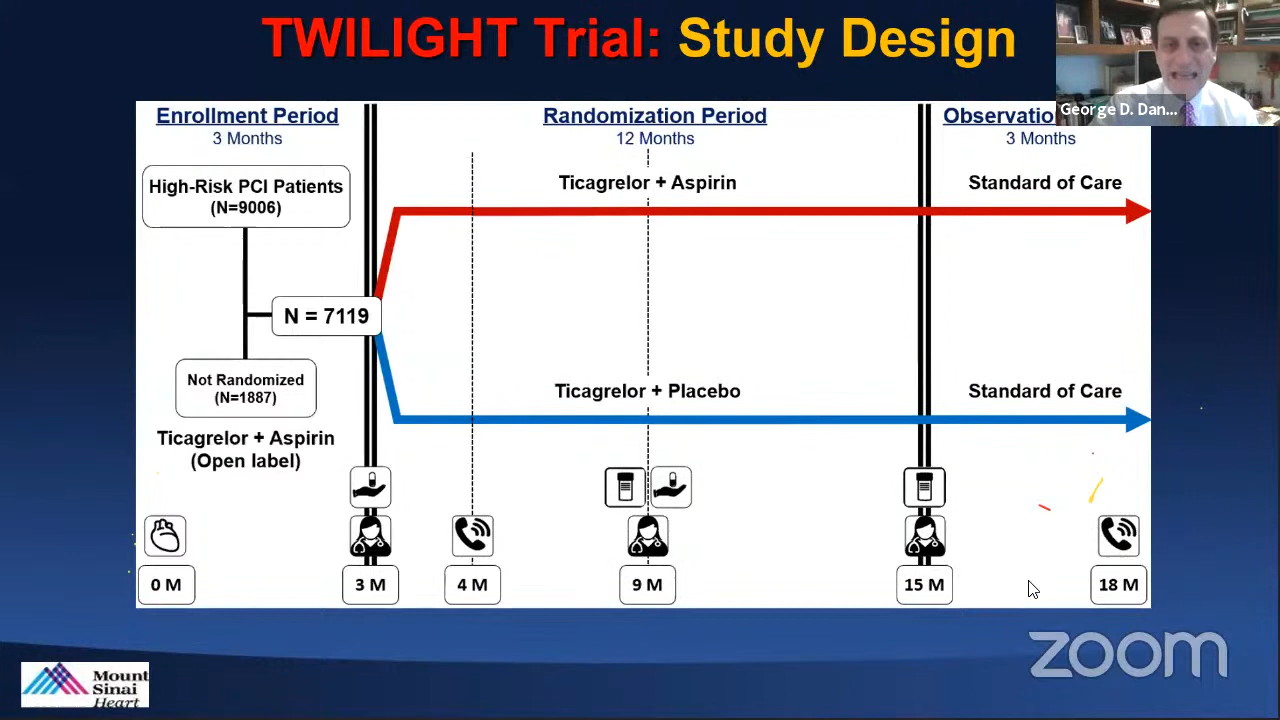 TWILIGHT Trial: Study Design
George D. Dan...
Enrollment Period
3 Months
Randomization Period
12 Months
Observatio
3 Months
High-Risk PCI Patients
(N=9006)
Ticagrelor + Aspirin
Standard of Care
N = 7119
Not Randomized
(N=1887)
Ticagrelor + Placebo
Standard of Care
Ticagrelor + Aspirin
(Open label)
0 M
3 M
4 M
9 M
15 M
18 M
zoom
Mount
Sinai
Heart